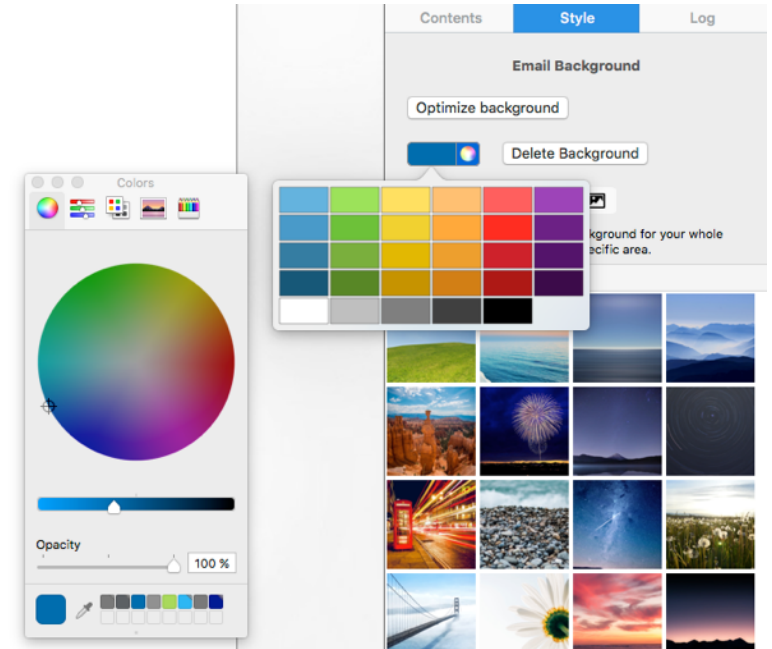 Contents Style Log
Email Background
Optimize background
Delete Background
Colors
kground for your whole
ecific area.
Opacity
100 %